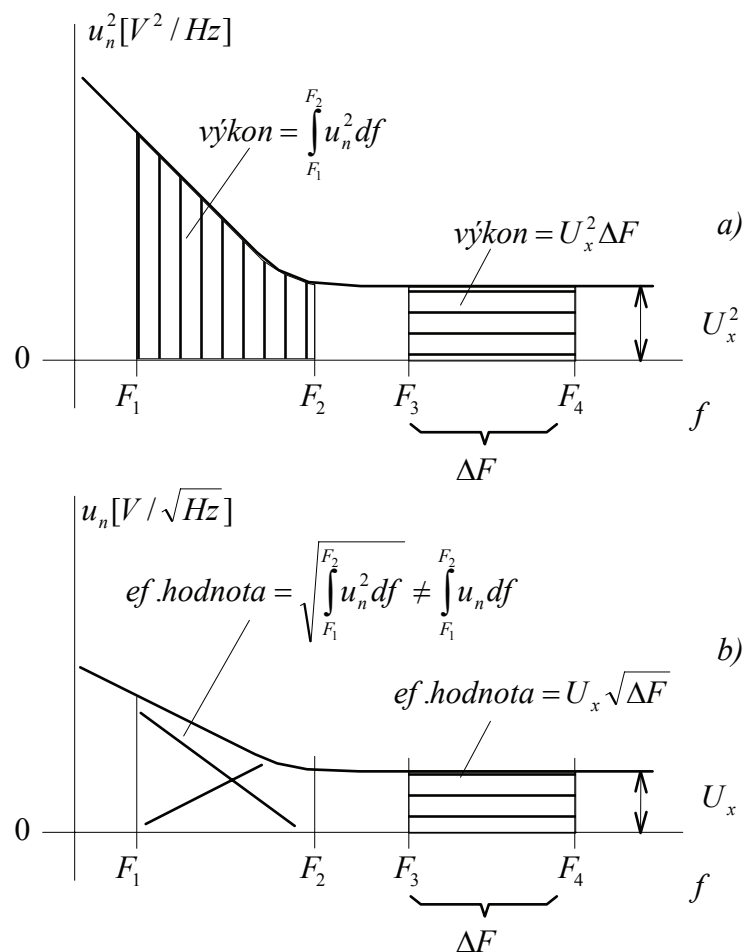 u_n^2[V^2 / Hz]
výkon = ∫_{F_1}^{F_2} u_n^2 df
a)
výkon = U_x^2 ΔF
U_x^2
0
F_1 F_2 F_3 F_4 f
ΔF
u_n[V / √Hz]
ef.hodnota = √(∫_{F_1}^{F_2} u_n^2 df) ≠ ∫_{F_1}^{F_2} u_n df
b)
ef.hodnota = U_x √ΔF
U_x
0
F_1 F_2 F_3 F_4 f
ΔF